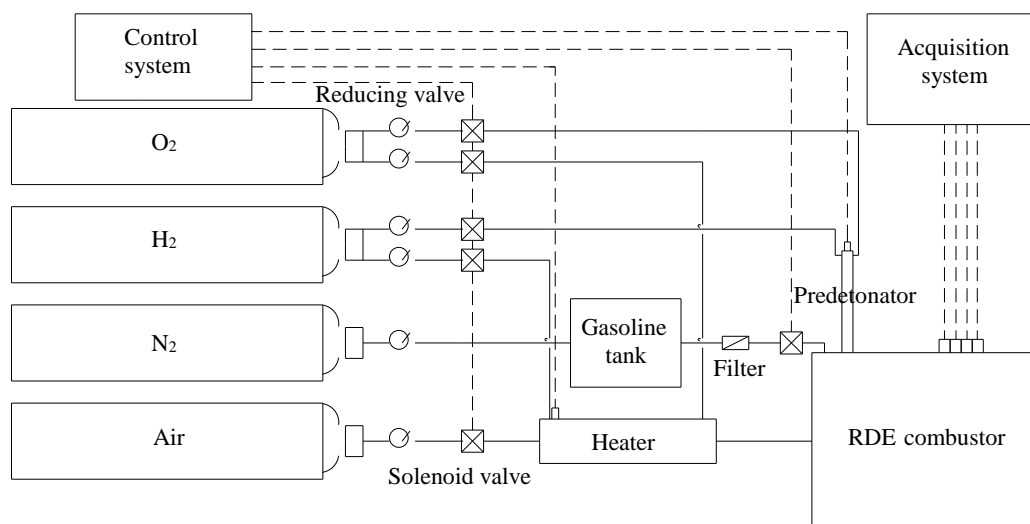 Control
system
Acquisition
system
Reducing valve
O2
H2
Predetonator
N2
Gasoline
tank
Filter
Air
Heater
RDE combustor
Solenoid valve